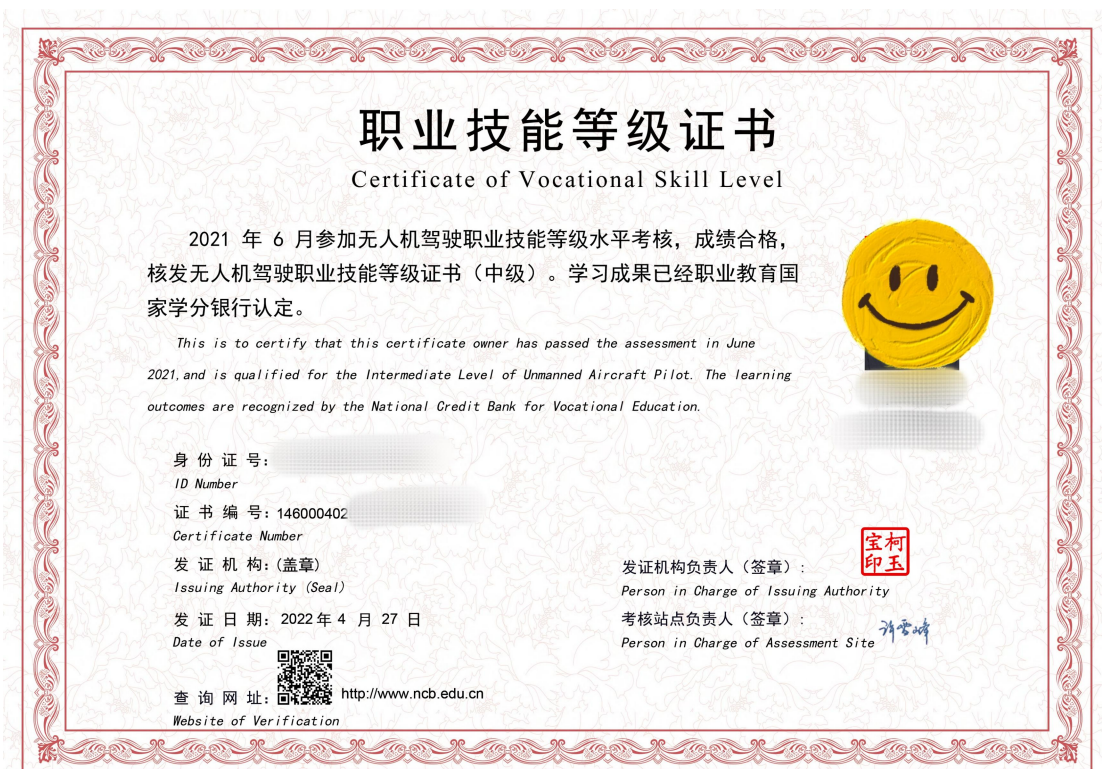 职业技能等级证书
Certificate of Vocational Skill Level
2021 年 6 月参加无人机驾驶职业技能等级水平考核，成绩合格，
核发无人机驾驶职业技能等级证书（中级）。学习成果已经职业教育国
家学分银行认定。
This is to certify that this certificate owner has passed the assessment in June
2021,and is qualified for the Intermediate Level of Unmanned Aircraft Pilot. The learning
outcomes are recognized by the National Credit Bank for Vocational Education.
身份证号：
ID Number
证书编号：146000402
Certificate Number
发证机构：(盖章)
Issuing Authority (Seal)
发证日期：2022年 4 月 27 日
Date of Issue
查询网址：http://www.ncb.edu.cn
Website of Verification
柯玉宝印
发证机构负责人（签章）：
Person in Charge of Issuing Authority
考核站点负责人（签章）：
许雪峰
Person in Charge of Assessment Site